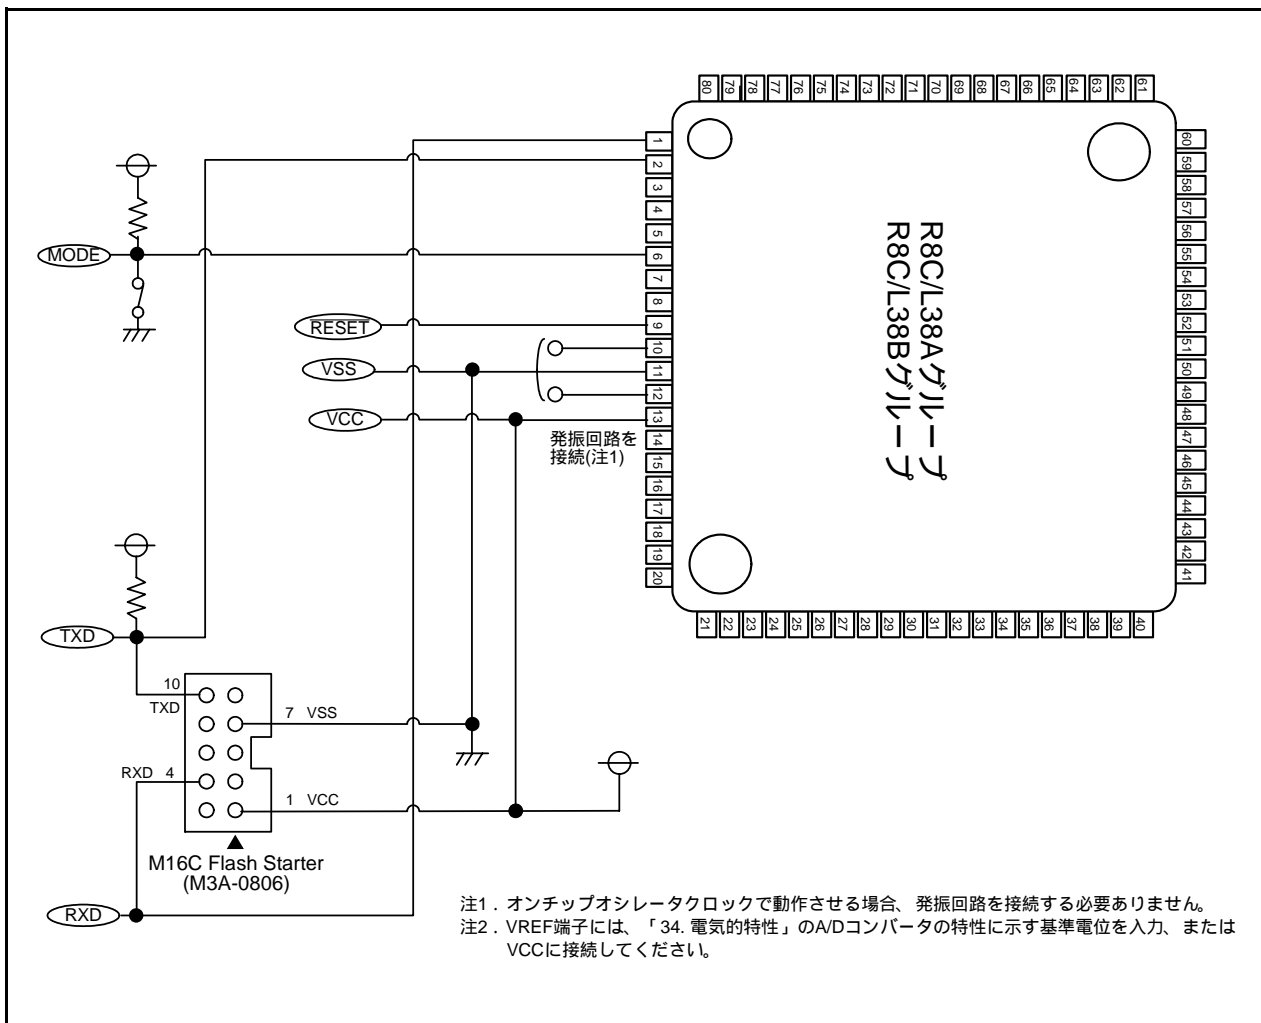 80 79 78 77 76 75 74 73 72 71 70 69 68 67 66 65 64 63 62 61
1
2
3
4
5
6
7
8
9
10
11
12
13
14
15
16
17
18
19
20
60
59
58
57
56
55
54
53
52
51
50
49
48
47
46
45
44
43
42
41
21 22 23 24 25 26 27 28 29 30 31 32 33 34 35 36 37 38 39 40
R8C/L38Aグループ
R8C/L38Bグループ
MODE
RESET
VSS
VCC
発振回路を
接続(注1)
TXD
10
TXD
7 VSS
RXD 4
1 VCC
M16C Flash Starter
(M3A-0806)
RXD
注1．オンチップオシレータクロックで動作させる場合、発振回路を接続する必要ありません。
注2．VREF端子には、「34. 電気的特性」のA/Dコンバータの特性に示す基準電位を入力、または
VCCに接続してください。